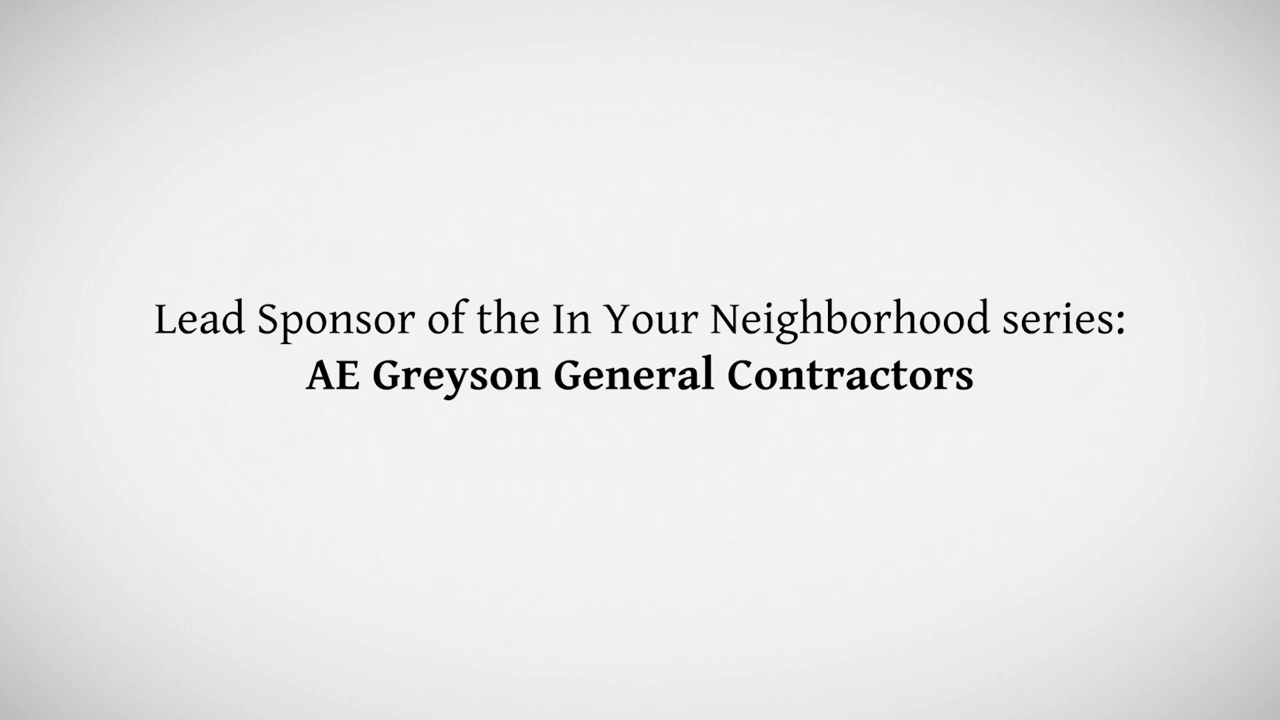 Lead Sponsor of the In Your Neighborhood series:
AE Greyson General Contractors